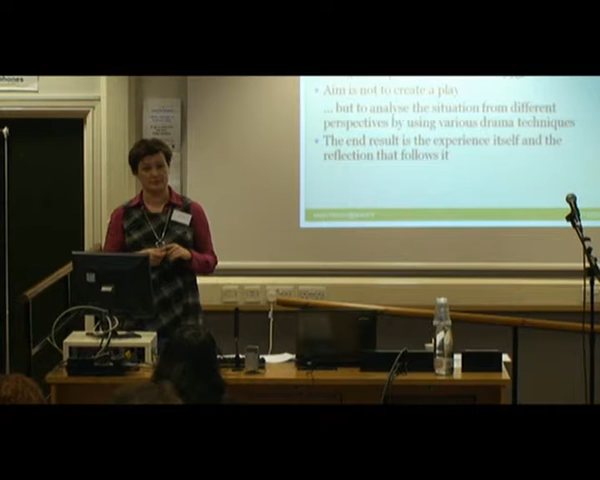 phones
• Aim is not to create a play
... but to analyse the situation from different
perspectives by using various drama techniques
• The end result is the experience itself and the
reflection that follows it